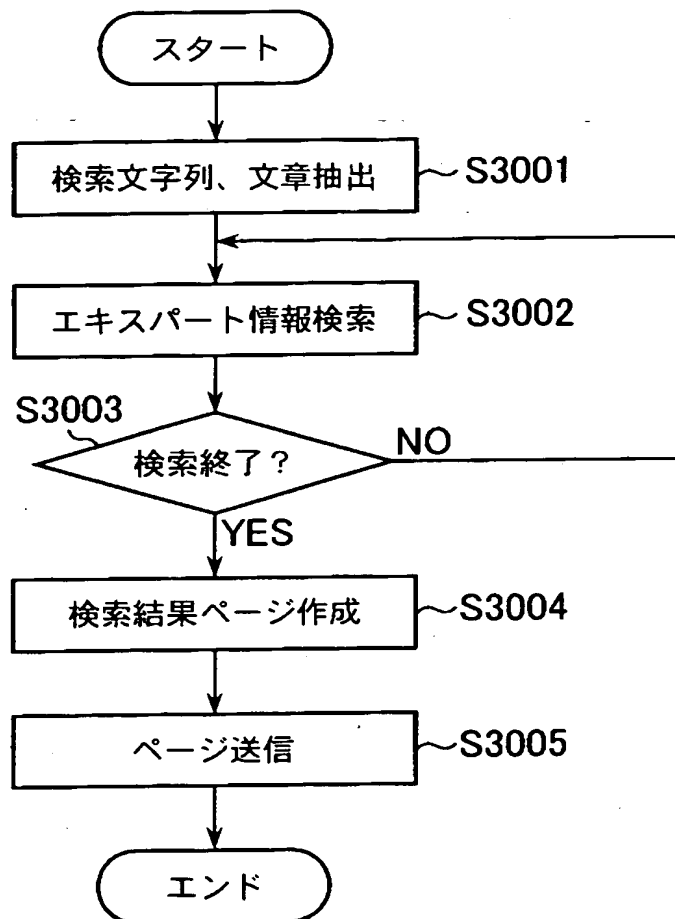 スタート
検索文字列、文章抽出
S3001
エキスパート情報検索
S3002
S3003
検索終了？
NO
YES
検索結果ページ作成
S3004
ページ送信
S3005
エンド